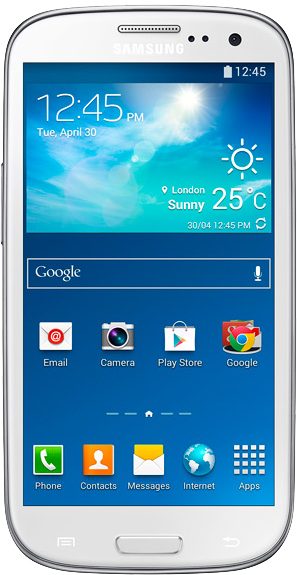 SAMSUNG
12:45
12:45 PM
Tue, April 30
London
Sunny 25°C
30/04 12:45 PM
Google
Email Camera Play Store Google
Phone Contacts Messages Internet Apps